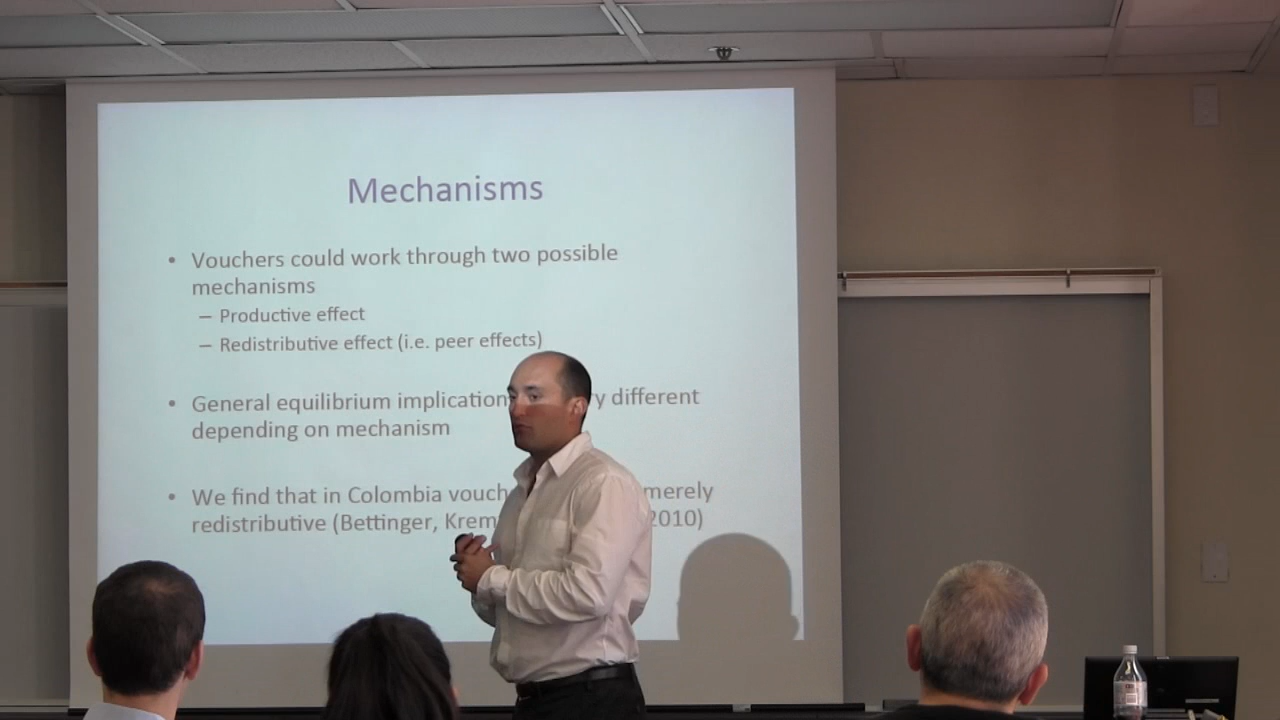 Mechanisms
• Vouchers could work through two possible
mechanisms
– Productive effect
– Redistributive effect (i.e. peer effects)
• General equilibrium implication y different
depending on mechanism
• We find that in Colombia vouch merely
redistributive (Bettinger, Krem 2010)